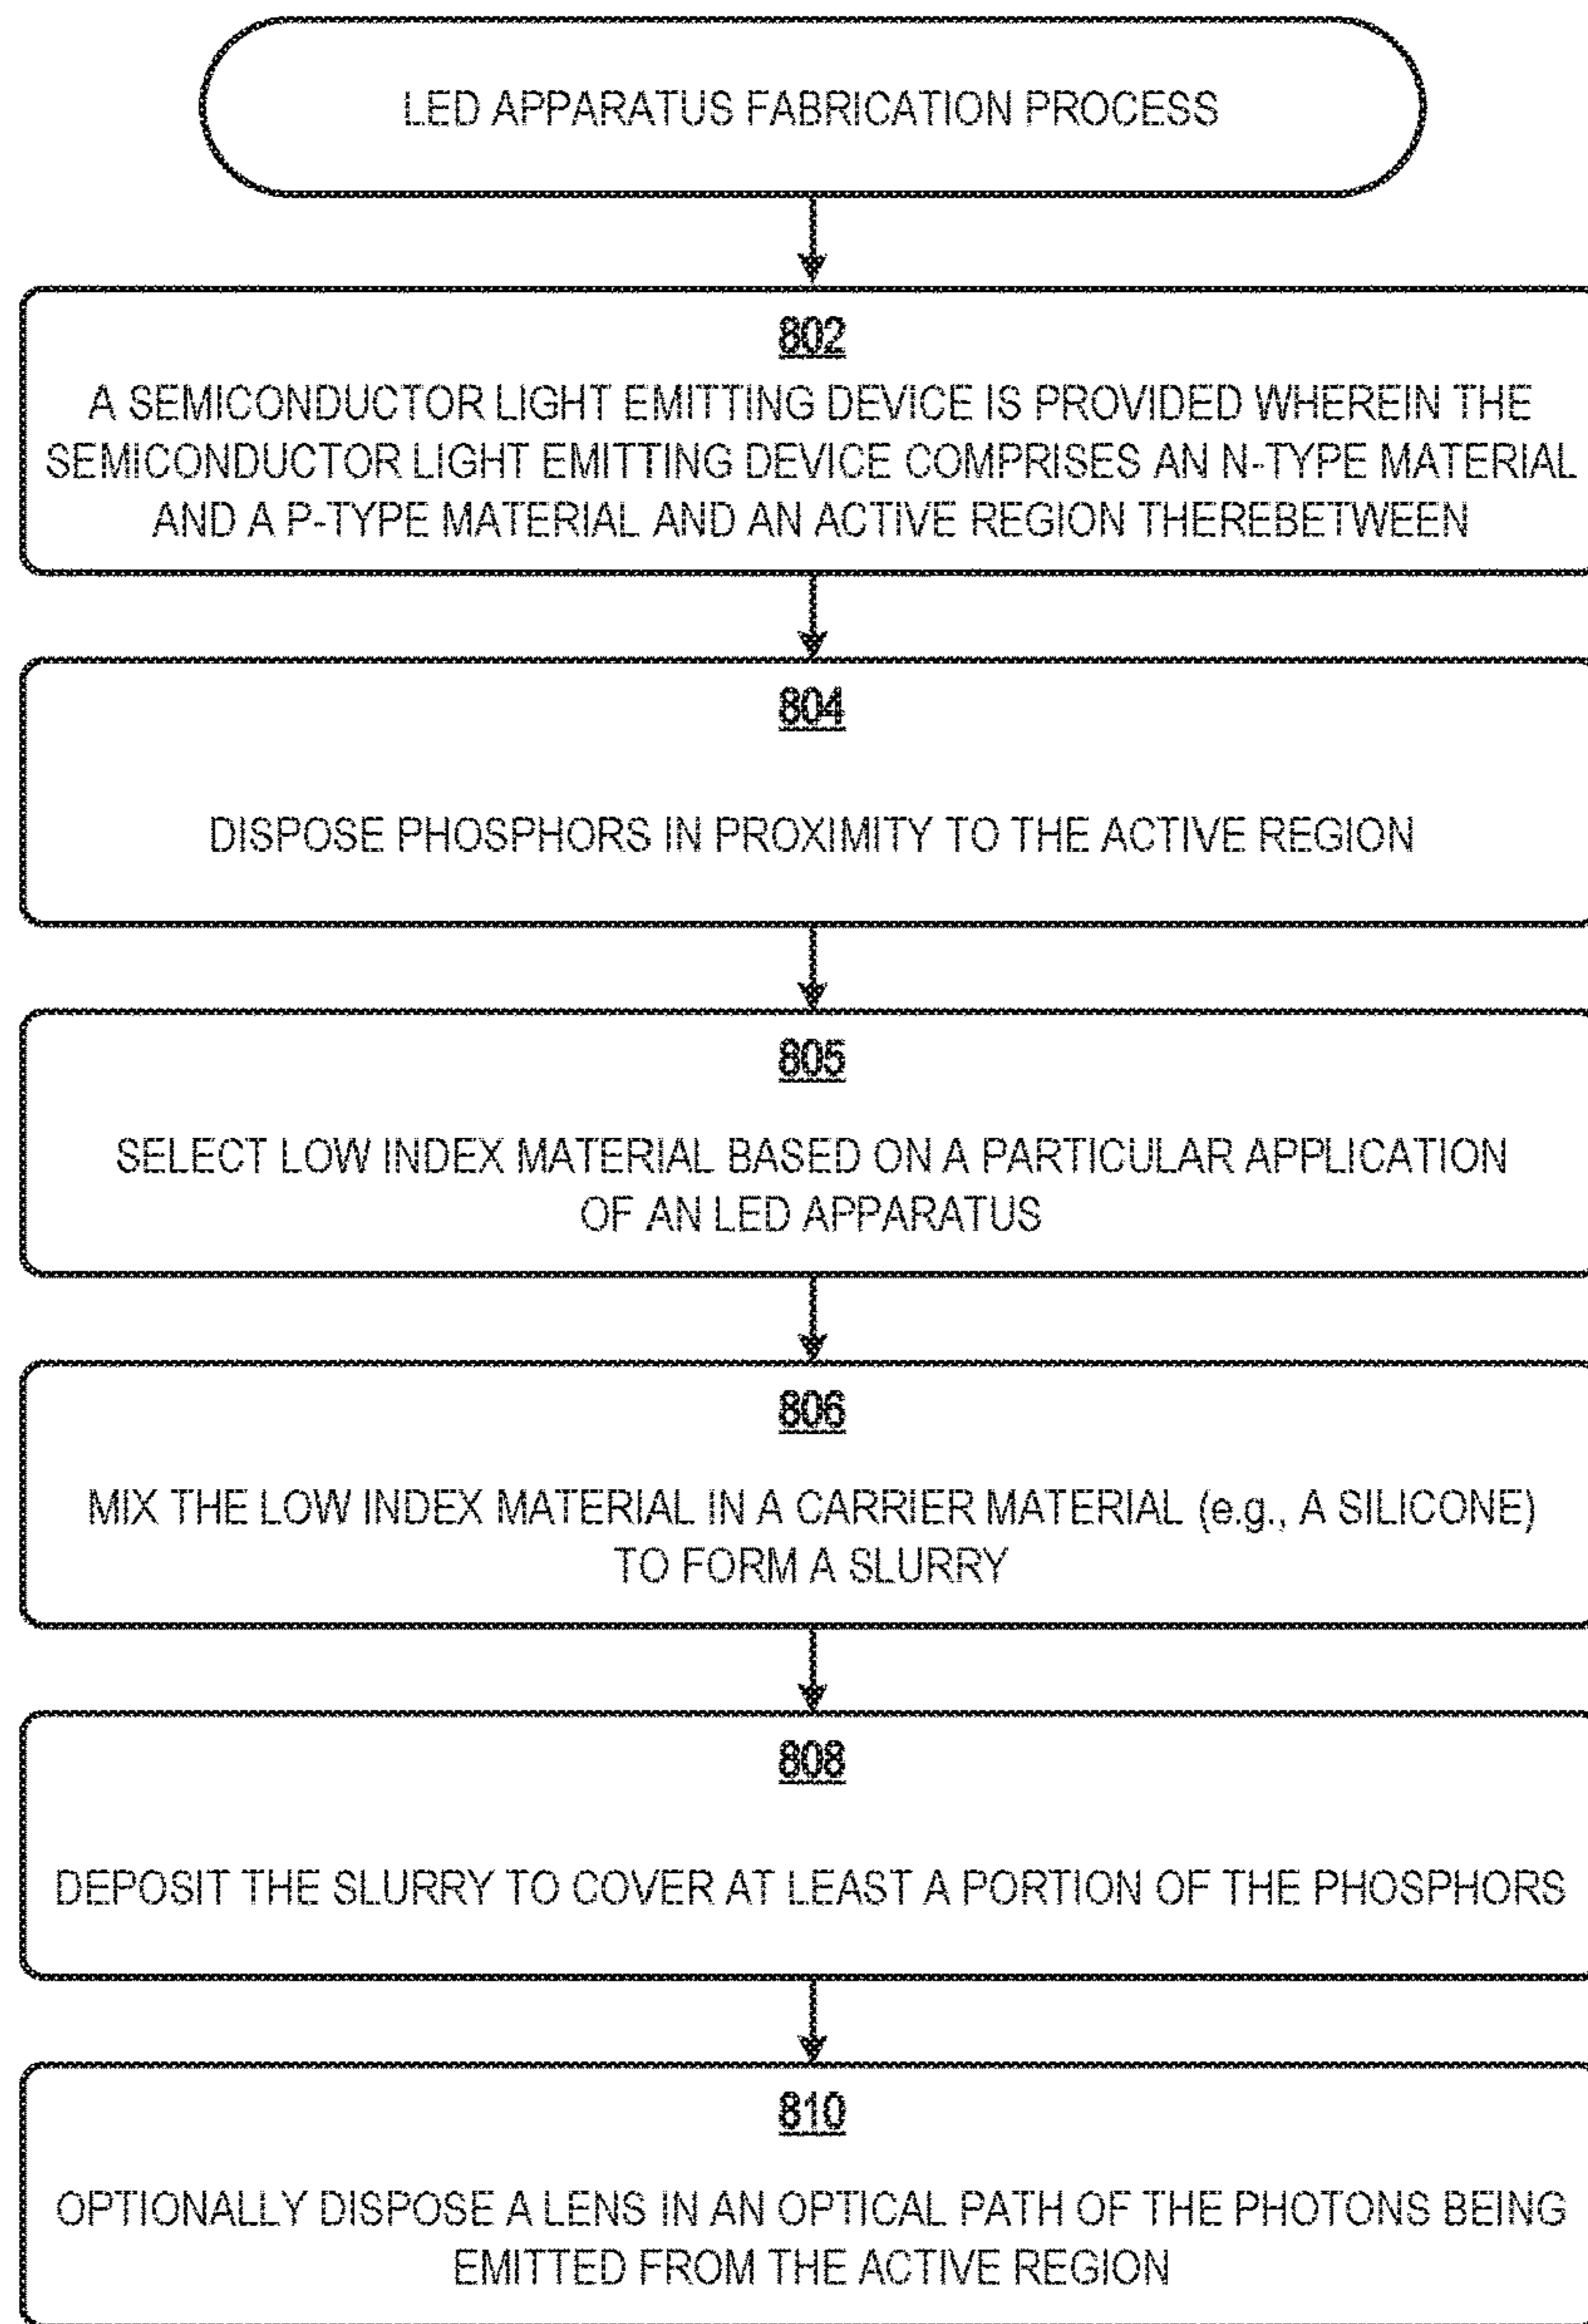 LED APPARATUS FABRICATION PROCESS
802
A SEMICONDUCTOR LIGHT EMITTING DEVICE IS PROVIDED WHEREIN THE
SEMICONDUCTOR LIGHT EMITTING DEVICE COMPRISES AN N-TYPE MATERIAL
AND A P-TYPE MATERIAL AND AN ACTIVE REGION THEREBETWEEN
804
DISPOSE PHOSPHORS IN PROXIMITY TO THE ACTIVE REGION
805
SELECT LOW INDEX MATERIAL BASED ON A PARTICULAR APPLICATION
OF AN LED APPARATUS
806
MIX THE LOW INDEX MATERIAL IN A CARRIER MATERIAL (e.g., A SILICONE)
TO FORM A SLURRY
808
DEPOSIT THE SLURRY TO COVER AT LEAST A PORTION OF THE PHOSPHORS
810
OPTIONALLY DISPOSE A LENS IN AN OPTICAL PATH OF THE PHOTONS BEING
EMITTED FROM THE ACTIVE REGION